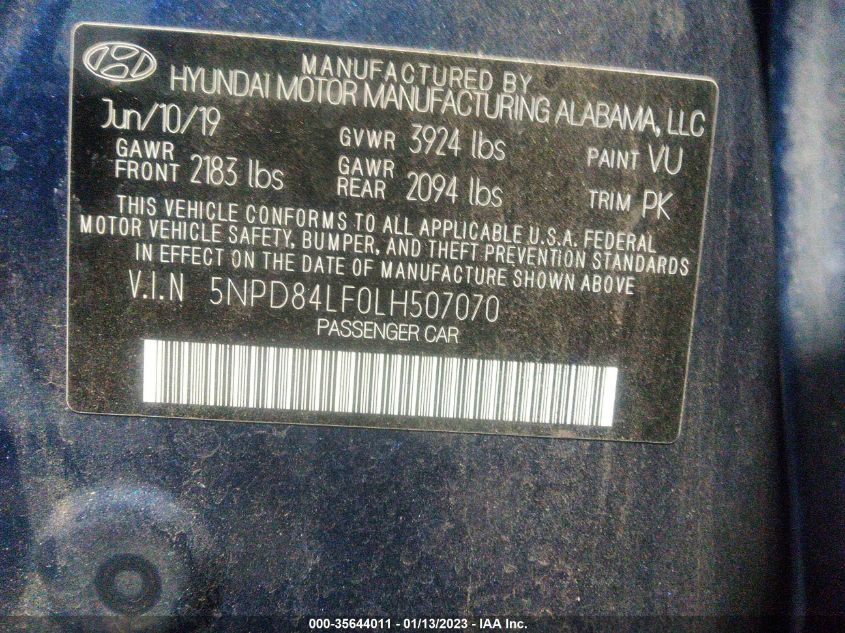 MANUFACTURED BY
HYUNDAI MOTOR MANUFACTURING ALABAMA, LLC
Jun/10/19 GVWR 3924 lbs PAINT VU
GAWR FRONT 2183 lbs GAWR REAR 2094 lbs TRIM PK
THIS VEHICLE CONFORMS TO ALL APPLICABLE U.S.A. FEDERAL
MOTOR VEHICLE SAFETY, BUMPER, AND THEFT PREVENTION STANDARDS
IN EFFECT ON THE DATE OF MANUFACTURE SHOWN ABOVE
V.I.N 5NPD84LF0LH507070
PASSENGER CAR
000-35644011 - 01/13/2023 - IAA Inc.